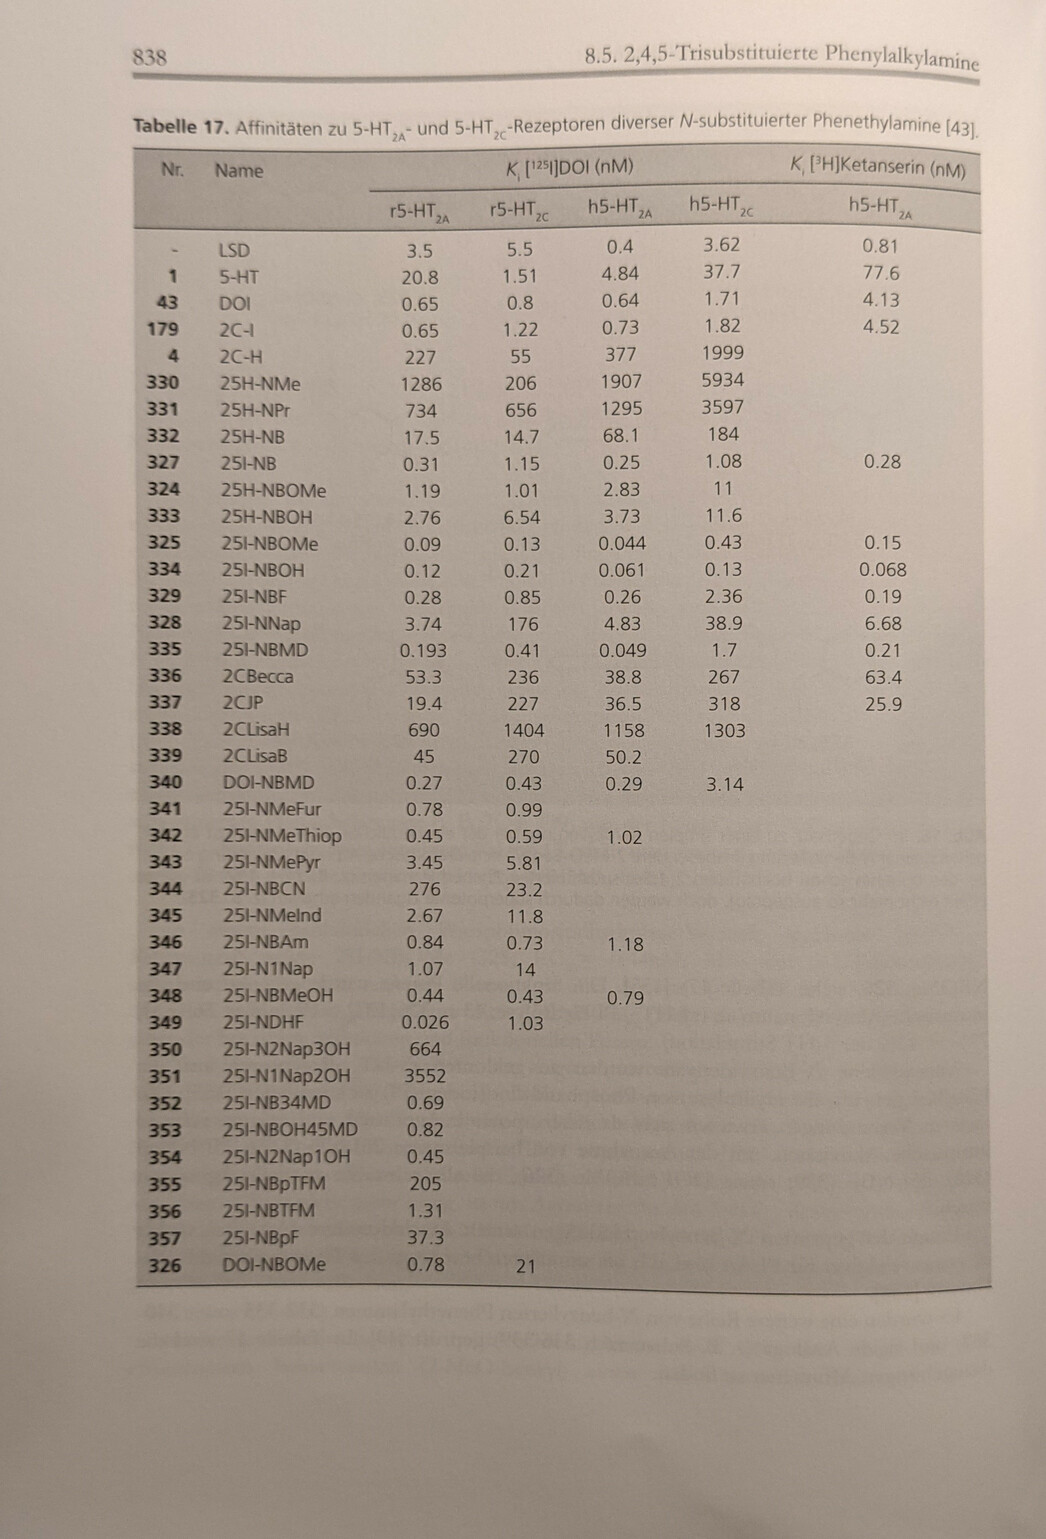 838 8.5. 2,4,5-Trisubstituierte Phenylalkylamine
Tabelle 17. Affinitäten zu 5-HT2A- und 5-HT2C-Rezeptoren diverser N-substituierter Phenethylamine [43].
Nr. Name Ki [125I]DOI (nM) Ki [3H]Ketanserin (nM)
r5-HT2A r5-HT2C h5-HT2A h5-HT2C h5-HT2A
- LSD 3.5 5.5 0.4 3.62 0.81
1 5-HT 20.8 1.51 4.84 37.7 77.6
43 DOI 0.65 0.8 0.64 1.71 4.13
179 2C-I 0.65 1.22 0.73 1.82 4.52
4 2C-H 227 55 377 1999
330 25H-NMe 1286 206 1907 5934
331 25H-NPr 734 656 1295 3597
332 25H-NB 17.5 14.7 68.1 184
327 25I-NB 0.31 1.15 0.25 1.08 0.28
324 25H-NBOMe 1.19 1.01 2.83 11
333 25H-NBOH 2.76 6.54 3.73 11.6
325 25I-NBOMe 0.09 0.13 0.044 0.43 0.15
334 25I-NBOH 0.12 0.21 0.061 0.13 0.068
329 25I-NBF 0.28 0.85 0.26 2.36 0.19
328 25I-NNap 3.74 176 4.83 38.9 6.68
335 25I-NBMD 0.193 0.41 0.049 1.7 0.21
336 2CBecca 53.3 236 38.8 267 63.4
337 2CJP 19.4 227 36.5 318 25.9
338 2CLisaH 690 1404 1158 1303
339 2CLisaB 45 270 50.2
340 DOI-NBMD 0.27 0.43 0.29 3.14
341 25I-NMeFur 0.78 0.99
342 25I-NMeThiop 0.45 0.59 1.02
343 25I-NMePyr 3.45 5.81
344 25I-NBCN 276 23.2
345 25I-NMeInd 2.67 11.8
346 25I-NBAm 0.84 0.73 1.18
347 25I-N1Nap 1.07 14
348 25I-NBMeOH 0.44 0.43 0.79
349 25I-NDHF 0.026 1.03
350 25I-N2Nap3OH 664
351 25I-N1Nap2OH 3552
352 25I-NB34MD 0.69
353 25I-NBOH45MD 0.82
354 25I-N2Nap1OH 0.45
355 25I-NBpTFM 205
356 25I-NBTFM 1.31
357 25I-NBpF 37.3
326 DOI-NBOMe 0.78 21